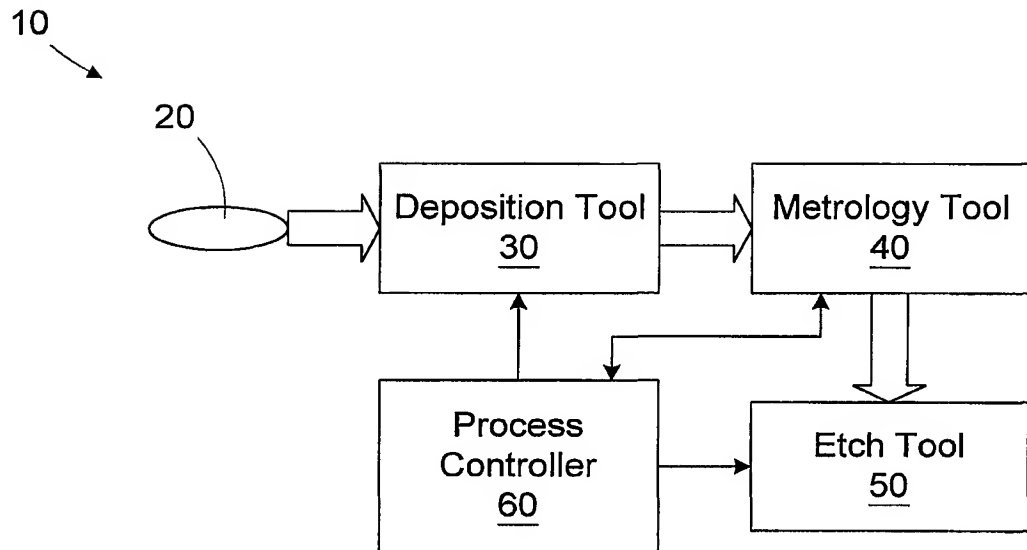 10
20
Deposition Tool
30
Metrology Tool
40
Process
Controller
60
Etch Tool
50